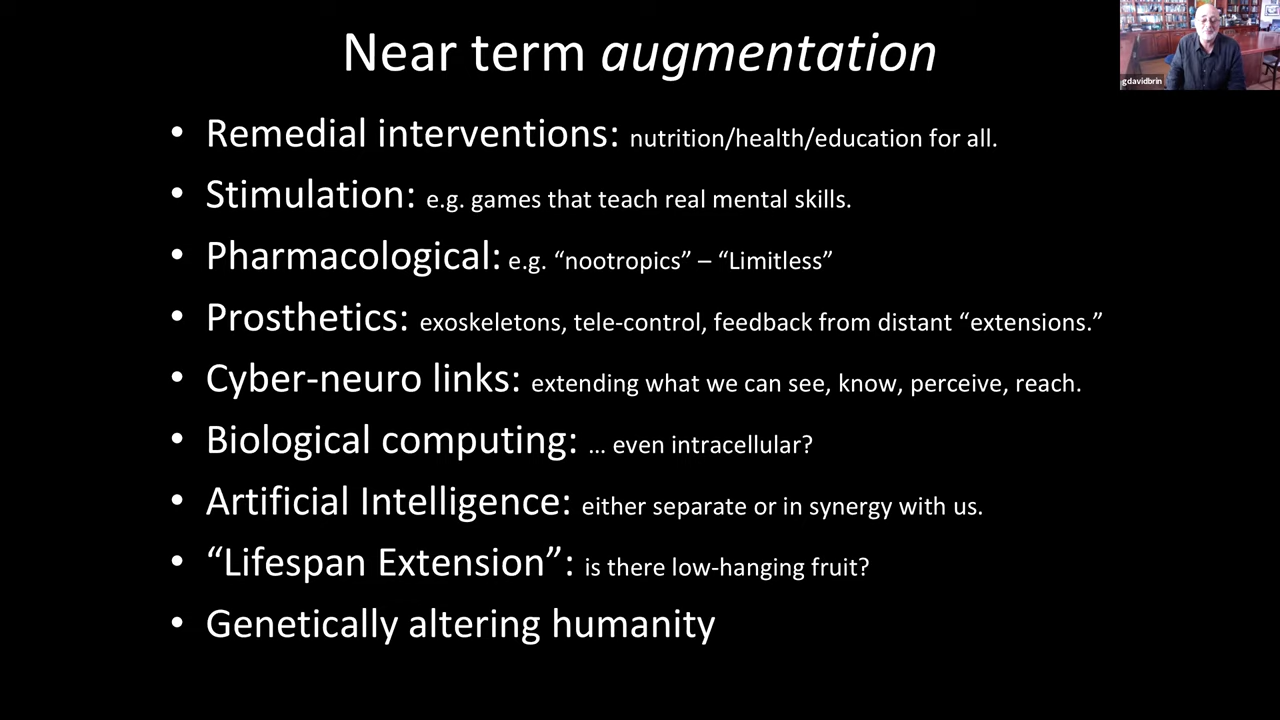 Near term augmentation
gdavidbrin
• Remedial interventions: nutrition/health/education for all.
• Stimulation: e.g. games that teach real mental skills.
• Pharmacological: e.g. “nootropics” – “Limitless”
• Prosthetics: exoskeletons, tele-control, feedback from distant “extensions.”
• Cyber-neuro links: extending what we can see, know, perceive, reach.
• Biological computing: … even intracellular?
• Artificial Intelligence: either separate or in synergy with us.
• “Lifespan Extension”: is there low-hanging fruit?
• Genetically altering humanity